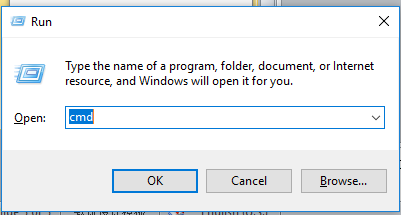 Run
Type the name of a program, folder, document, or Internet
resource, and Windows will open it for you.
Open:
cmd
OK
Cancel
Browse...